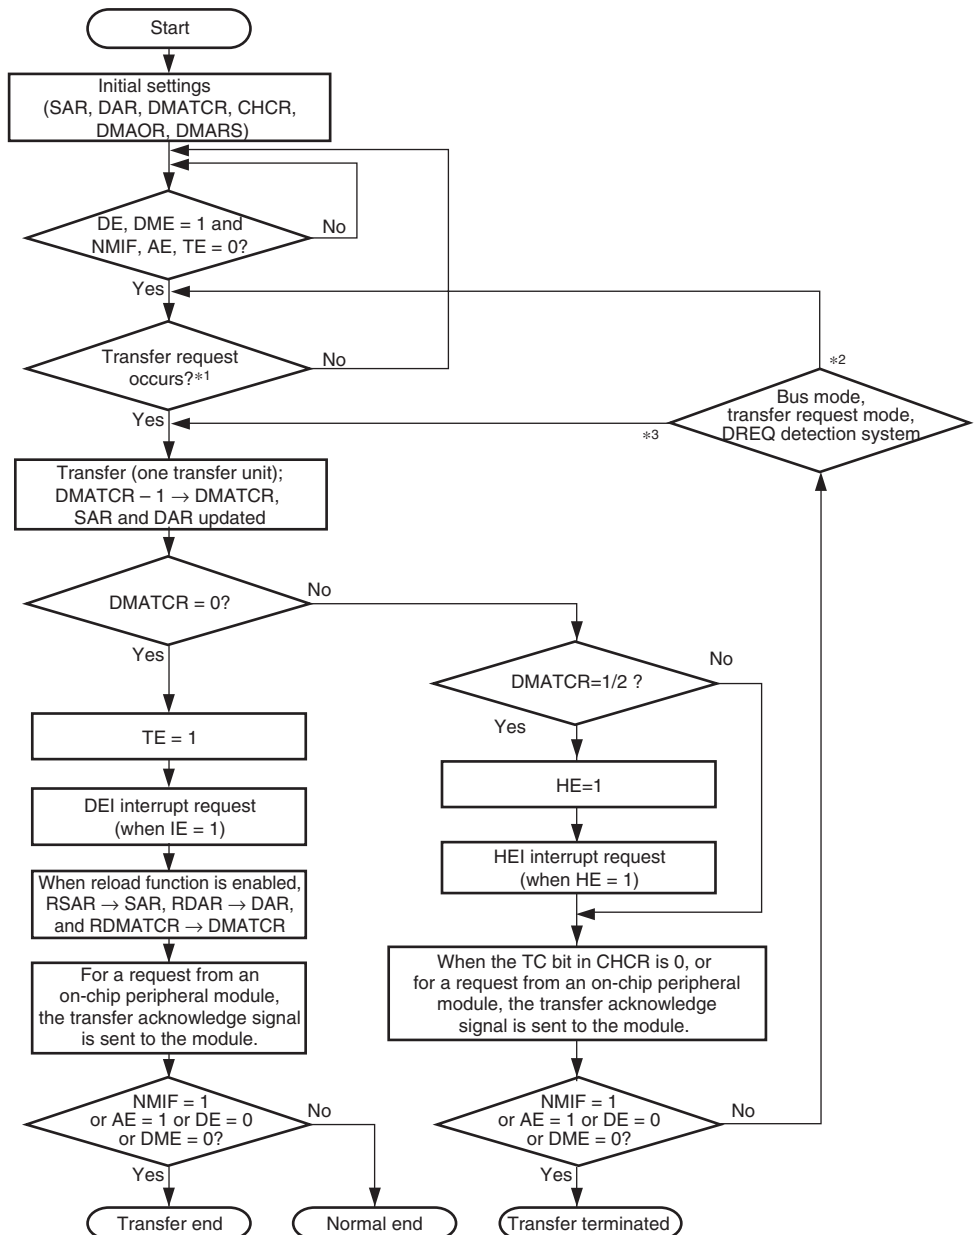 Start
Initial settings
(SAR, DAR, DMATCR, CHCR,
DMAOR, DMARS)
DE, DME = 1 and
NMIF, AE, TE = 0?
No
Yes
Transfer request
occurs?*1
No
Yes
*2
Bus mode,
transfer request mode,
DREQ detection system
*3
Transfer (one transfer unit);
DMATCR – 1 → DMATCR,
SAR and DAR updated
DMATCR = 0?
No
Yes
DMATCR=1/2 ?
No
Yes
TE = 1
HE=1
DEI interrupt request
(when IE = 1)
HEI interrupt request
(when HE = 1)
When reload function is enabled,
RSAR → SAR, RDAR → DAR,
and RDMATCR → DMATCR
For a request from an
on-chip peripheral module,
the transfer acknowledge signal
is sent to the module.
When the TC bit in CHCR is 0, or
for a request from an on-chip peripheral
module, the transfer acknowledge
signal is sent to the module.
NMIF = 1
or AE = 1 or DE = 0
or DME = 0?
No
Yes
NMIF = 1
or AE = 1 or DE = 0
or DME = 0?
No
Yes
Transfer end
Normal end
Transfer terminated